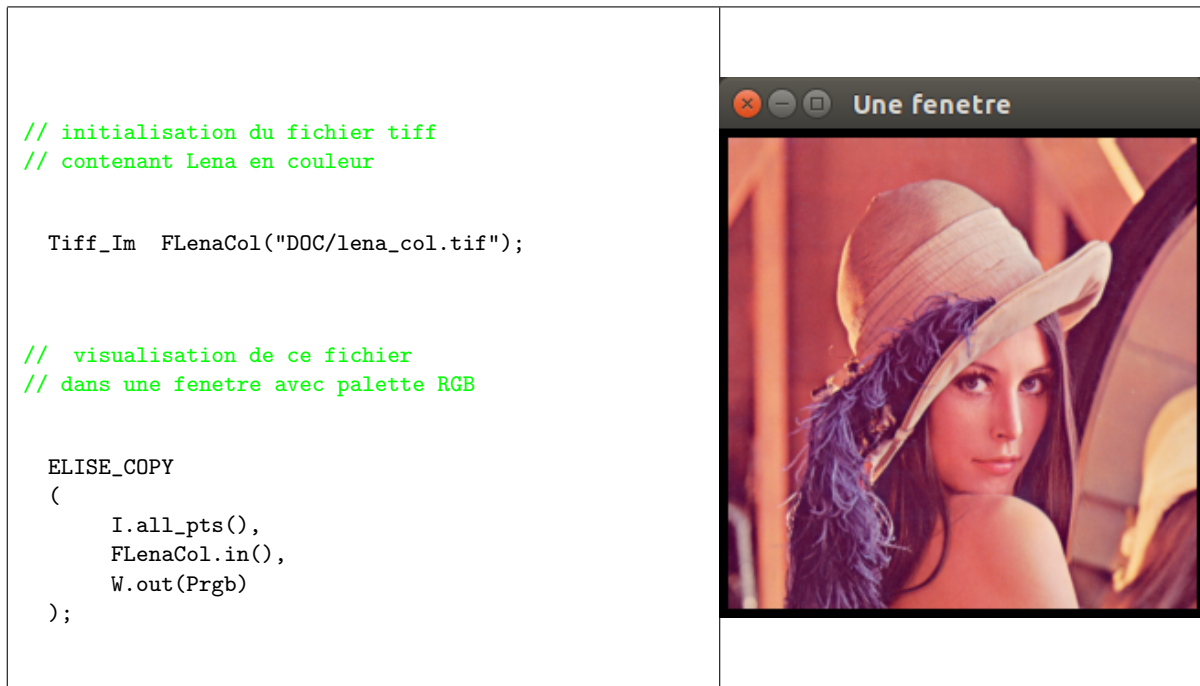 // initialisation du fichier tiff
// contenant Lena en couleur
Tiff_Im  FLenaCol("DOC/lena_col.tif");
//  visualisation de ce fichier
// dans une fenetre avec palette RGB
ELISE_COPY
(
I.all_pts(),
FLenaCol.in(),
W.out(Prgb)
);
Une fenetre